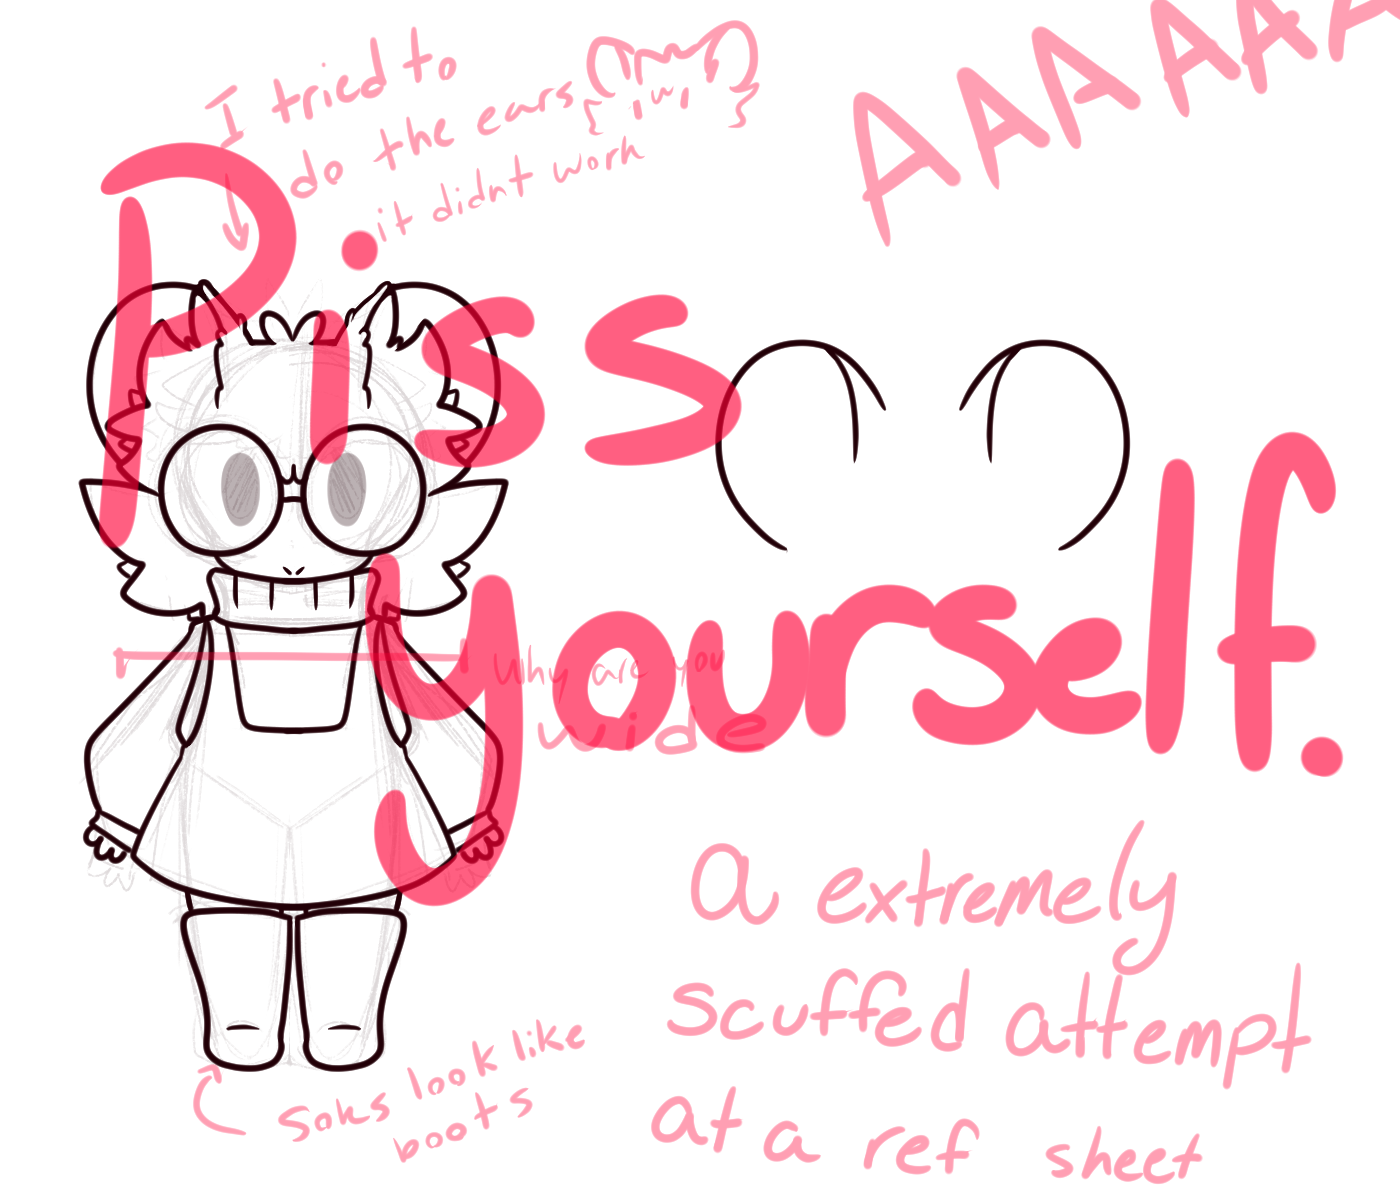 I tried to
do the ears
it didnt work
AAAAAA
Piss
yourself.
Why are you
wide
a extremely
scuffed attempt
at a ref sheet
Soks look like
boots